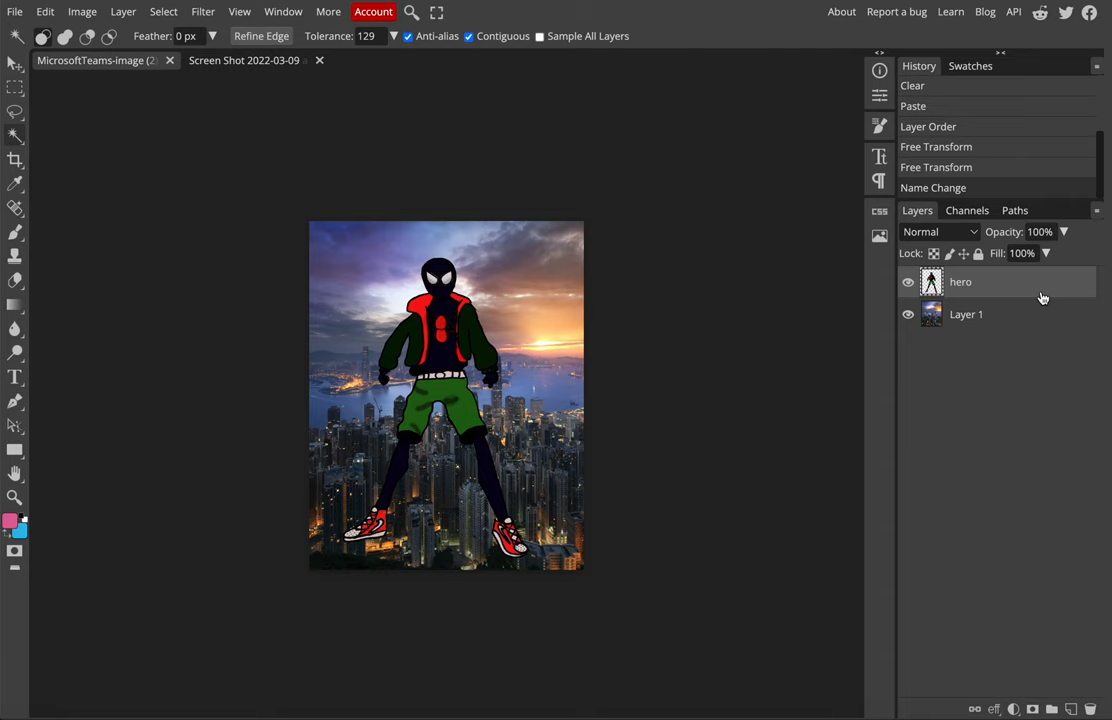 File Edit Image Layer Select Filter View Window More Account About Report a bug Learn Blog API
Feather: 0 px Refine Edge Tolerance: 129 Anti-alias Contiguous Sample All Layers
MicrosoftTeams-image (2) Screen Shot 2022-03-09
History Swatches
Clear
Paste
Layer Order
Free Transform
Free Transform
Name Change
Layers Channels Paths
Normal Opacity: 100%
Lock: Fill: 100%
hero
Layer 1
CSS
eff